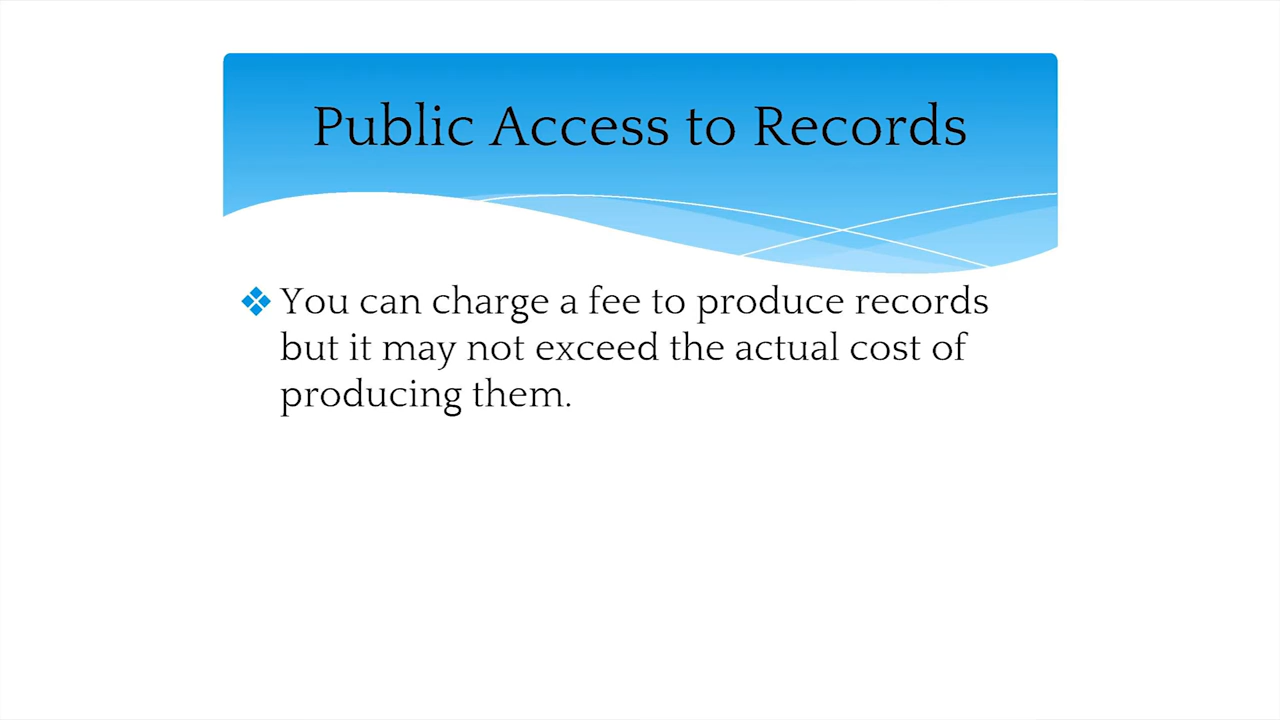 Public Access to Records
You can charge a fee to produce records
but it may not exceed the actual cost of
producing them.